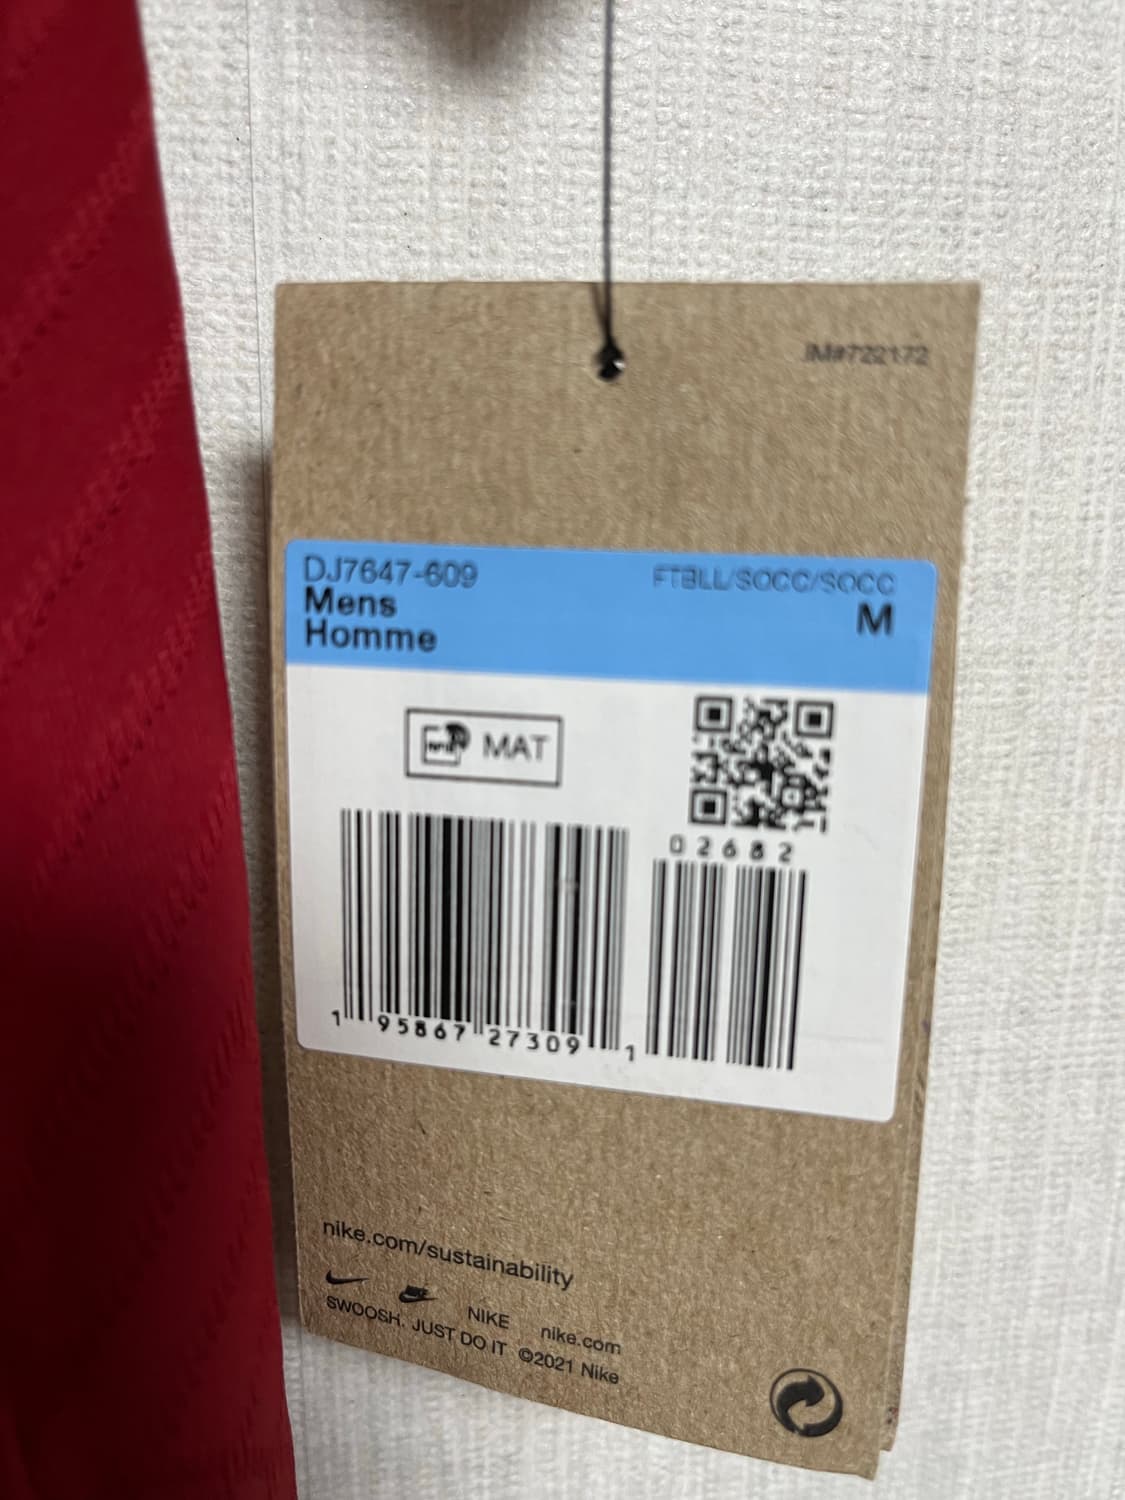 IM#722172
DJ7647-609
FTBLL/SOCC/SOCC
Mens
M
Homme
MAT
02682
1 95867 27309 1
nike.com/sustainability
NIKE nike.com
SWOOSH. JUST DO IT ©2021 Nike